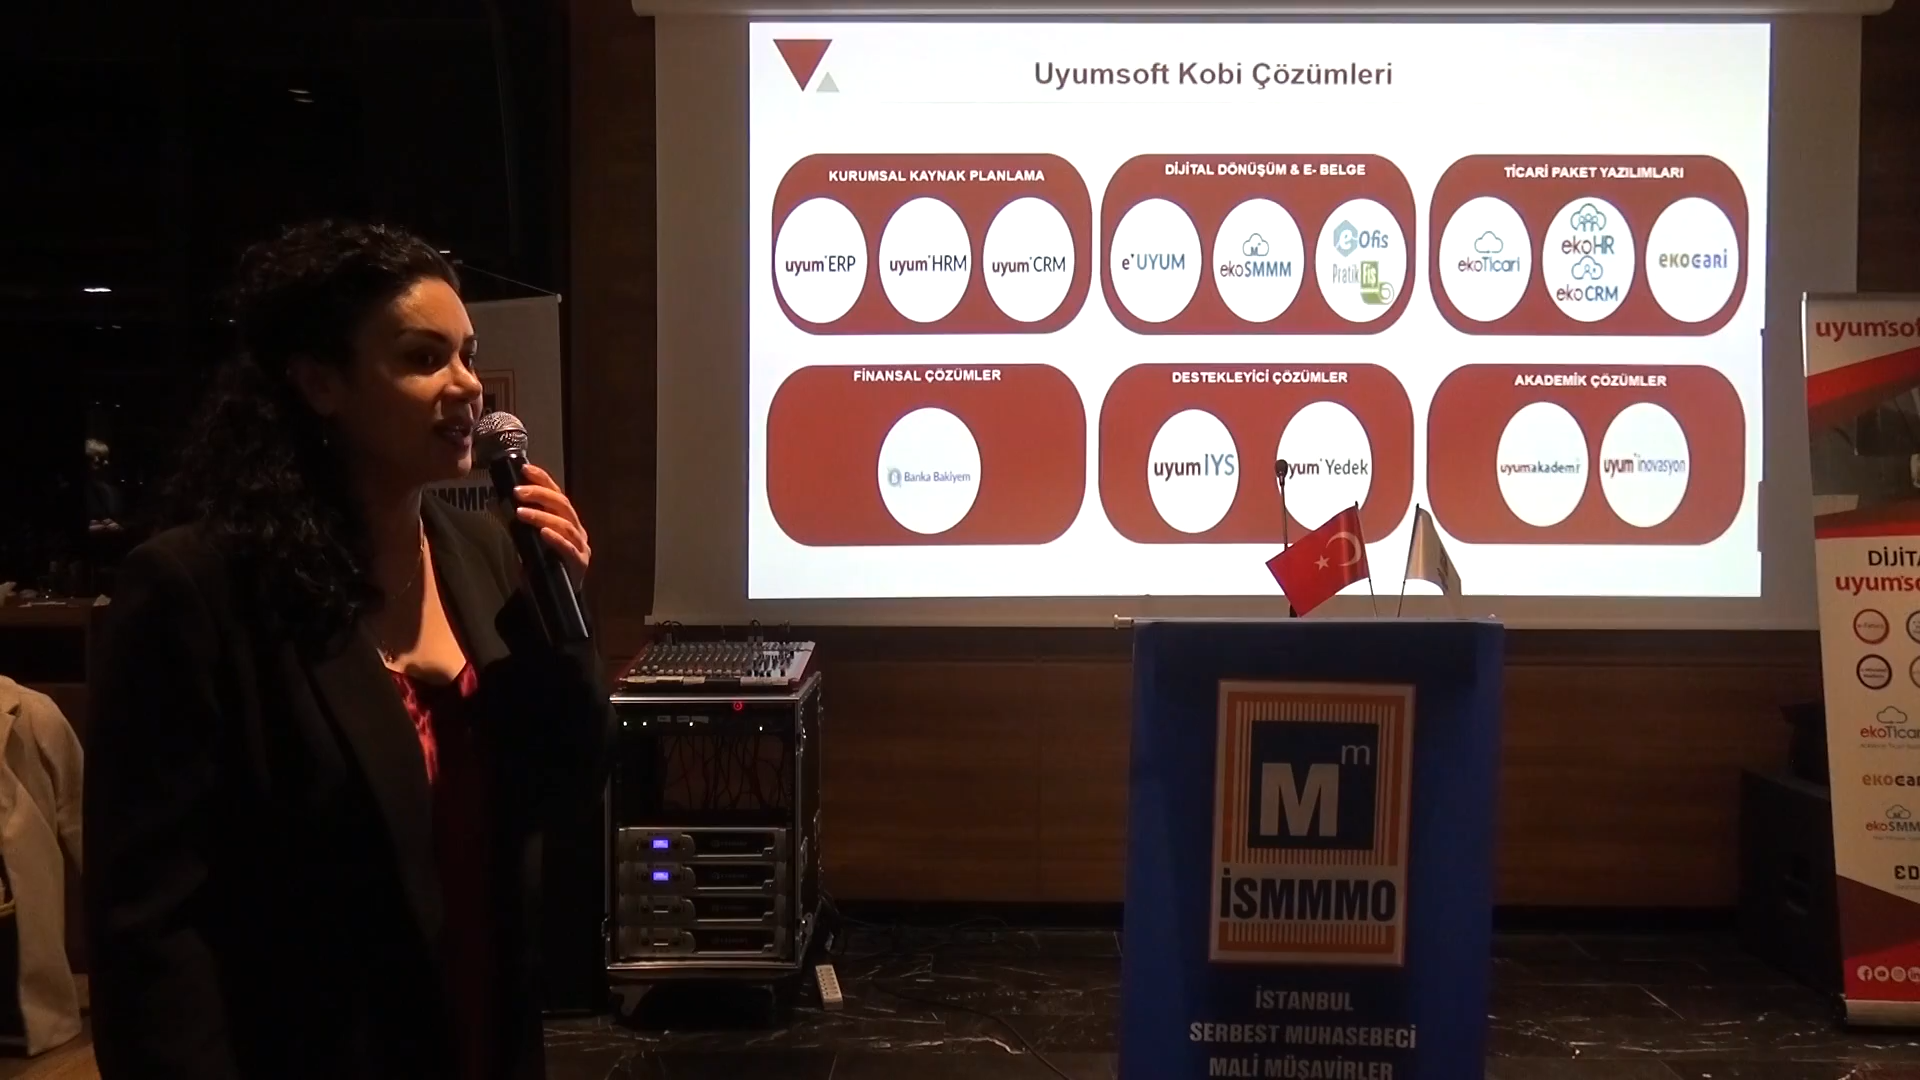 Uyumsoft Kobi Çözümleri
KURUMSAL KAYNAK PLANLAMA
uyum ERP
uyum HRM
uyum CRM
DİJİTAL DÖNÜŞÜM & E- BELGE
e UYUM
ekoSMMM
e-Ofis
Pratik Fiş
TİCARİ PAKET YAZILIMLARI
ekoTicari
ekoHR
ekoCRM
ekocari
FİNANSAL ÇÖZÜMLER
Banka Bakiyem
DESTEKLEYİCİ ÇÖZÜMLER
uyum İYS
uyum Yedek
AKADEMİK ÇÖZÜMLER
uyumakademi
uyum inovasyon
M m
İSMMMO
İSTANBUL
SERBEST MUHASEBECİ
MALİ MÜŞAVİRLER
uyumsof
DİJİTA
uyumso
ekoTicar
ekocar
ekoSMMM